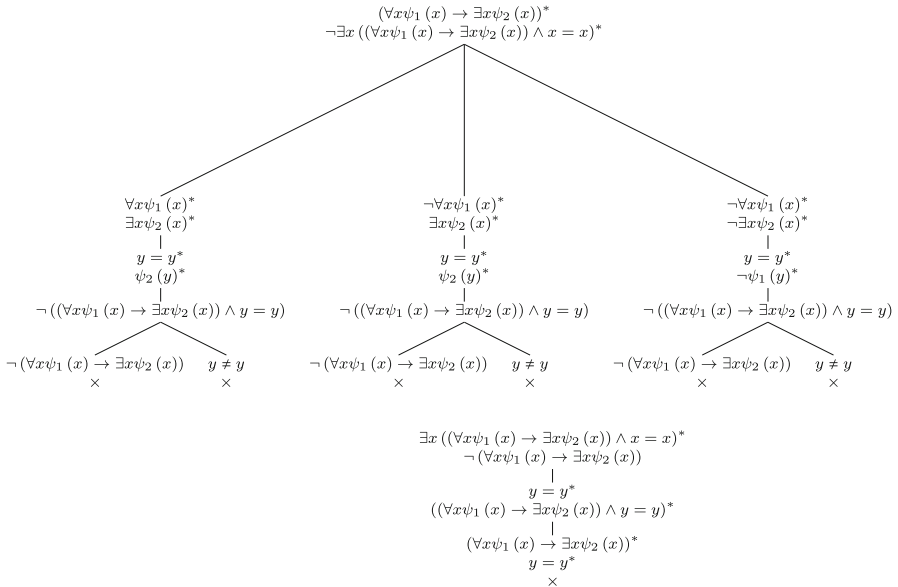 (∀xψ₁ (x) → ∃xψ₂ (x))*
¬∃x ((∀xψ₁ (x) → ∃xψ₂ (x)) ∧ x = x)*
∀xψ₁ (x)* ¬∀xψ₁ (x)* ¬∀xψ₁ (x)*
∃xψ₂ (x)* ∃xψ₂ (x)* ¬∃xψ₂ (x)*
y = y* y = y* y = y*
ψ₂ (y)* ψ₂ (y)* ¬ψ₁ (y)*
¬ ((∀xψ₁ (x) → ∃xψ₂ (x)) ∧ y = y) ¬ ((∀xψ₁ (x) → ∃xψ₂ (x)) ∧ y = y) ¬ ((∀xψ₁ (x) → ∃xψ₂ (x)) ∧ y = y)
¬ (∀xψ₁ (x) → ∃xψ₂ (x)) y ≠ y ¬ (∀xψ₁ (x) → ∃xψ₂ (x)) y ≠ y ¬ (∀xψ₁ (x) → ∃xψ₂ (x)) y ≠ y
× × × × × ×
∃x ((∀xψ₁ (x) → ∃xψ₂ (x)) ∧ x = x)*
¬ (∀xψ₁ (x) → ∃xψ₂ (x))
y = y*
((∀xψ₁ (x) → ∃xψ₂ (x)) ∧ y = y)*
(∀xψ₁ (x) → ∃xψ₂ (x))*
y = y*
×